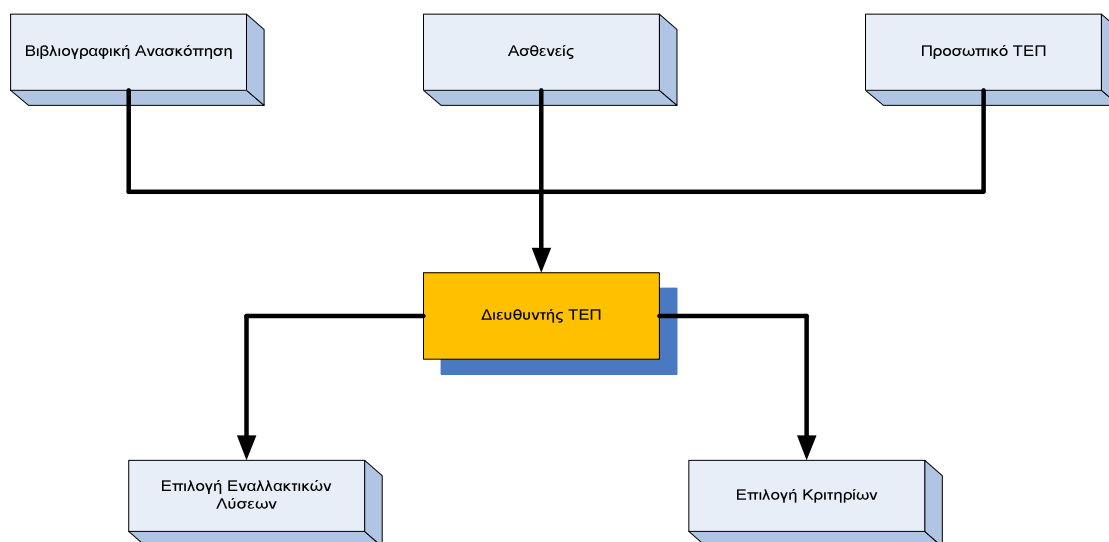 Βιβλιογραφική Ανασκόπηση
Ασθενείς
Προσωπικό ΤΕΠ
Διευθυντής ΤΕΠ
Επιλογή Εναλλακτικών
Λύσεων
Επιλογή Κριτηρίων